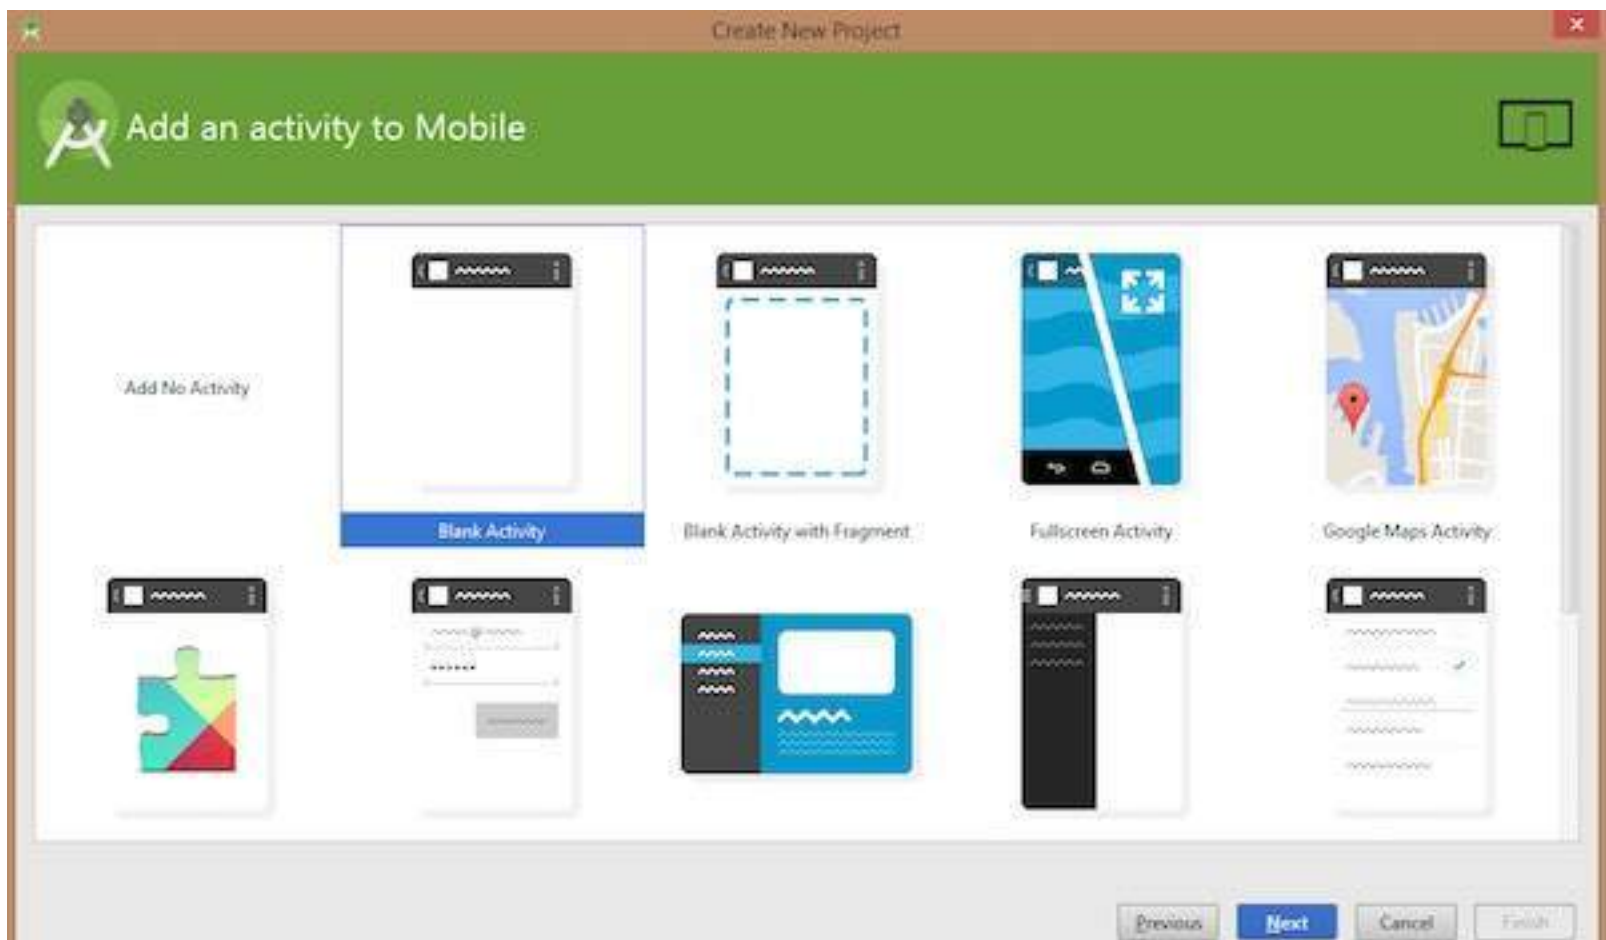 Create New Project
Add an activity to Mobile
Add No Activity
Blank Activity
Blank Activity with Fragment
Fullscreen Activity
Google Maps Activity
Previous
Next
Cancel
Finish